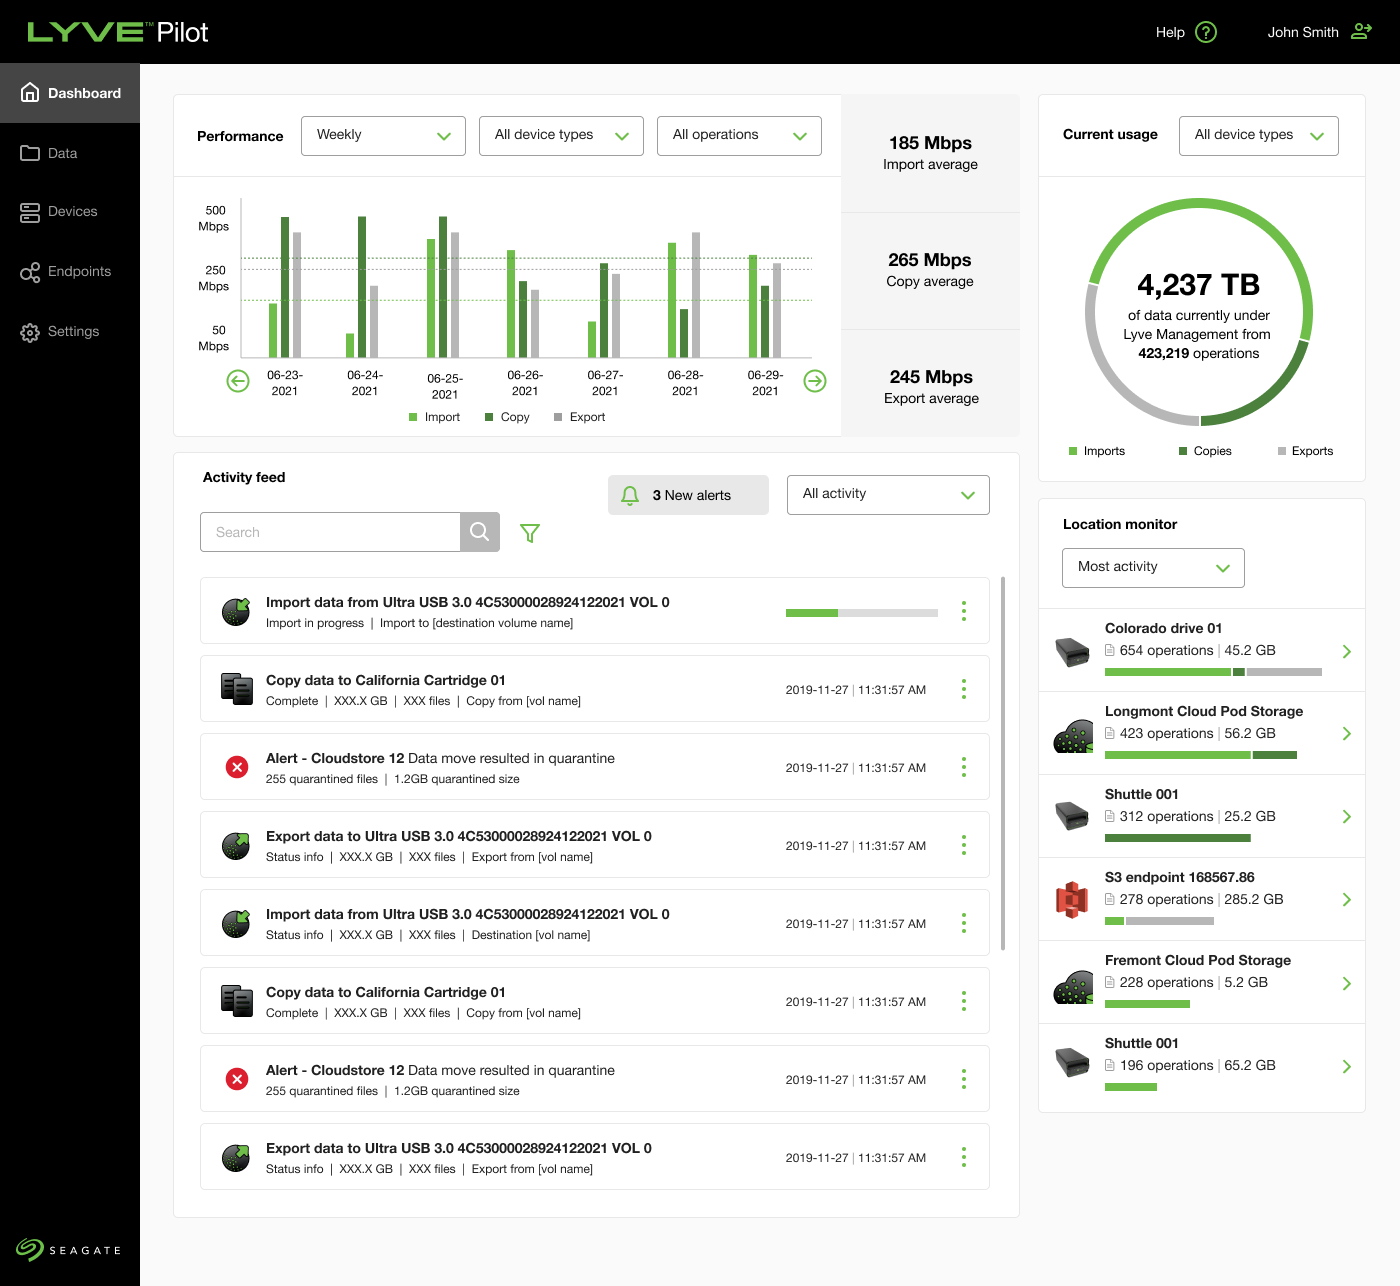 LYVE™ Pilot
Help
John Smith
Dashboard
Data
Devices
Endpoints
Settings
SEAGATE
Performance
Weekly
All device types
All operations
500
Mbps
250
Mbps
50
Mbps
06-23-
2021
06-24-
2021
06-25-
2021
06-26-
2021
06-27-
2021
06-28-
2021
06-29-
2021
Import
Copy
Export
185 Mbps
Import average
265 Mbps
Copy average
245 Mbps
Export average
Current usage
All device types
4,237 TB
of data currently under
Lyve Management from
423,219 operations
Imports
Copies
Exports
Activity feed
3 New alerts
All activity
Search
Import data from Ultra USB 3.0 4C53000028924122021 VOL 0
Import in progress | Import to [destination volume name]
Copy data to California Cartridge 01
Complete | XXX.X GB | XXX files | Copy from [vol name]
2019-11-27 | 11:31:57 AM
Alert - Cloudstore 12 Data move resulted in quarantine
255 quarantined files | 1.2GB quarantined size
2019-11-27 | 11:31:57 AM
Export data to Ultra USB 3.0 4C53000028924122021 VOL 0
Status info | XXX.X GB | XXX files | Export from [vol name]
2019-11-27 | 11:31:57 AM
Import data from Ultra USB 3.0 4C53000028924122021 VOL 0
Status info | XXX.X GB | XXX files | Destination [vol name]
2019-11-27 | 11:31:57 AM
Copy data to California Cartridge 01
Complete | XXX.X GB | XXX files | Copy from [vol name]
2019-11-27 | 11:31:57 AM
Alert - Cloudstore 12 Data move resulted in quarantine
255 quarantined files | 1.2GB quarantined size
2019-11-27 | 11:31:57 AM
Export data to Ultra USB 3.0 4C53000028924122021 VOL 0
Status info | XXX.X GB | XXX files | Export from [vol name]
2019-11-27 | 11:31:57 AM
Location monitor
Most activity
Colorado drive 01
654 operations | 45.2 GB
Longmont Cloud Pod Storage
423 operations | 56.2 GB
Shuttle 001
312 operations | 25.2 GB
S3 endpoint 168567.86
278 operations | 285.2 GB
Fremont Cloud Pod Storage
228 operations | 5.2 GB
Shuttle 001
196 operations | 65.2 GB